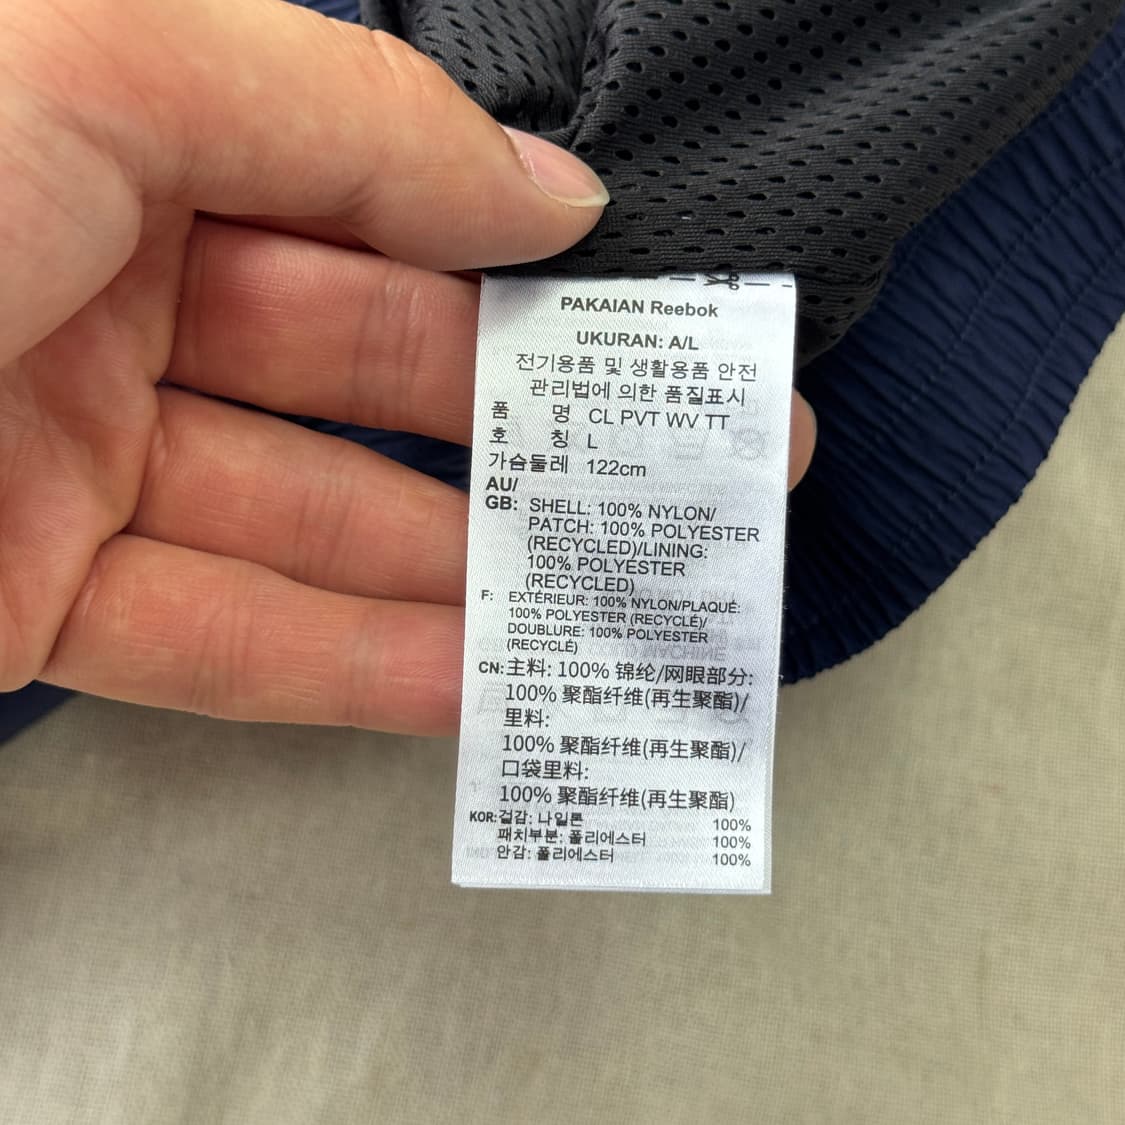 PAKAIAN Reebok
UKURAN: A/L
전기용품 및 생활용품 안전
관리법에 의한 품질표시
품 명 CL PVT WV TT
호 칭 L
가슴둘레 122cm
AU/
GB: SHELL: 100% NYLON/
PATCH: 100% POLYESTER
(RECYCLED)/LINING:
100% POLYESTER
(RECYCLED)
F: EXTÉRIEUR: 100% NYLON/PLAQUÉ:
100% POLYESTER (RECYCLÉ)/
DOUBLURE: 100% POLYESTER
(RECYCLÉ)
CN: 主料: 100% 锦纶/网眼部分:
100% 聚酯纤维(再生聚酯)/
里料:
100% 聚酯纤维(再生聚酯)/
口袋里料:
100% 聚酯纤维(再生聚酯)
KOR: 겉감: 나일론 100%
패치부분: 폴리에스터 100%
안감: 폴리에스터 100%